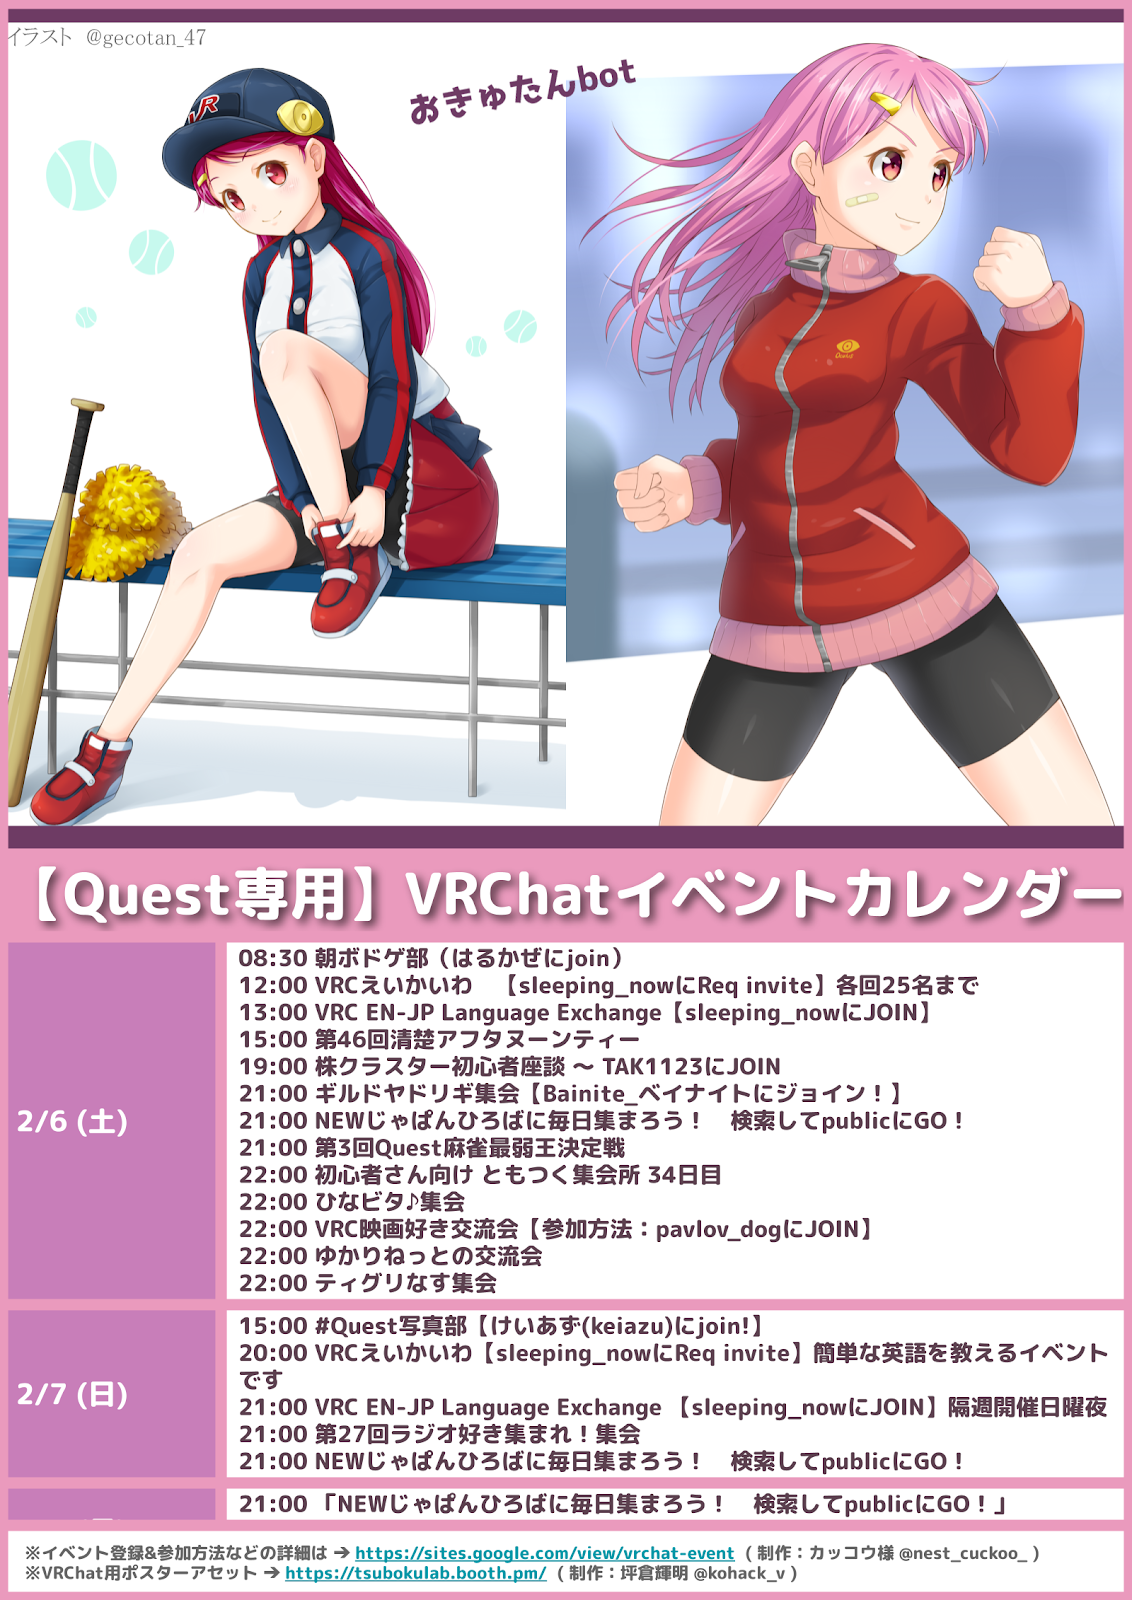 イラスト @gecotan_47
おきゅたんbot
VR
Quest
【Quest専用】VRChatイベントカレンダー
2/6 (土)
08:30 朝ボドゲ部（はるかぜにjoin）
12:00 VRCえいかいわ　【sleeping_nowにReq invite】各回25名まで
13:00 VRC EN-JP Language Exchange【sleeping_nowにJOIN】
15:00 第46回清楚アフタヌーンティー
19:00 株クラスター初心者座談 ～ TAK1123にJOIN
21:00 ギルドヤドリギ集会【Bainite_ベイナイトにジョイン！】
21:00 NEWじゃぱんひろばに毎日集まろう！　検索してpublicにGO！
21:00 第3回Quest麻雀最弱王決定戦
22:00 初心者さん向け ともつく集会所 34日目
22:00 ひなビタ♪集会
22:00 VRC映画好き交流会【参加方法：pavlov_dogにJOIN】
22:00 ゆかりねっとの交流会
22:00 ティグリなす集会
2/7 (日)
15:00 #Quest写真部【けいあず(keiazu)にjoin!】
20:00 VRCえいかいわ【sleeping_nowにReq invite】簡単な英語を教えるイベント
です
21:00 VRC EN-JP Language Exchange 【sleeping_nowにJOIN】隔週開催日曜夜
21:00 第27回ラジオ好き集まれ！集会
21:00 NEWじゃぱんひろばに毎日集まろう！　検索してpublicにGO！
21:00 「NEWじゃぱんひろばに毎日集まろう！　検索してpublicにGO！」
※イベント登録&参加方法などの詳細は → https://sites.google.com/view/vrchat-event （制作：カッコウ様 @nest_cuckoo_ ）
※VRChat用ポスターアセット → https://tsubokulab.booth.pm/ （制作：坪倉輝明 @kohack_v ）